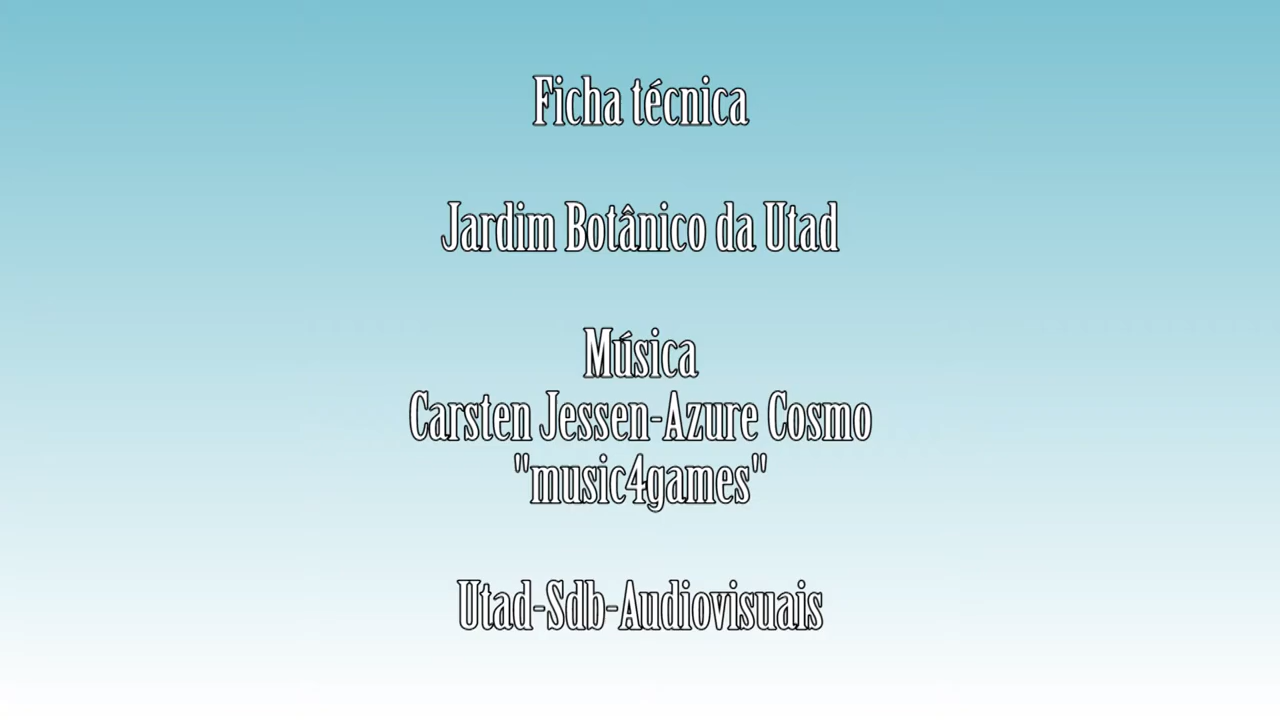 Ficha técnica
Jardim Botânico da Utad
Música
Carsten Jessen-Azure Cosmo
"music4games"
Utad-Sdb-Audiovisuais